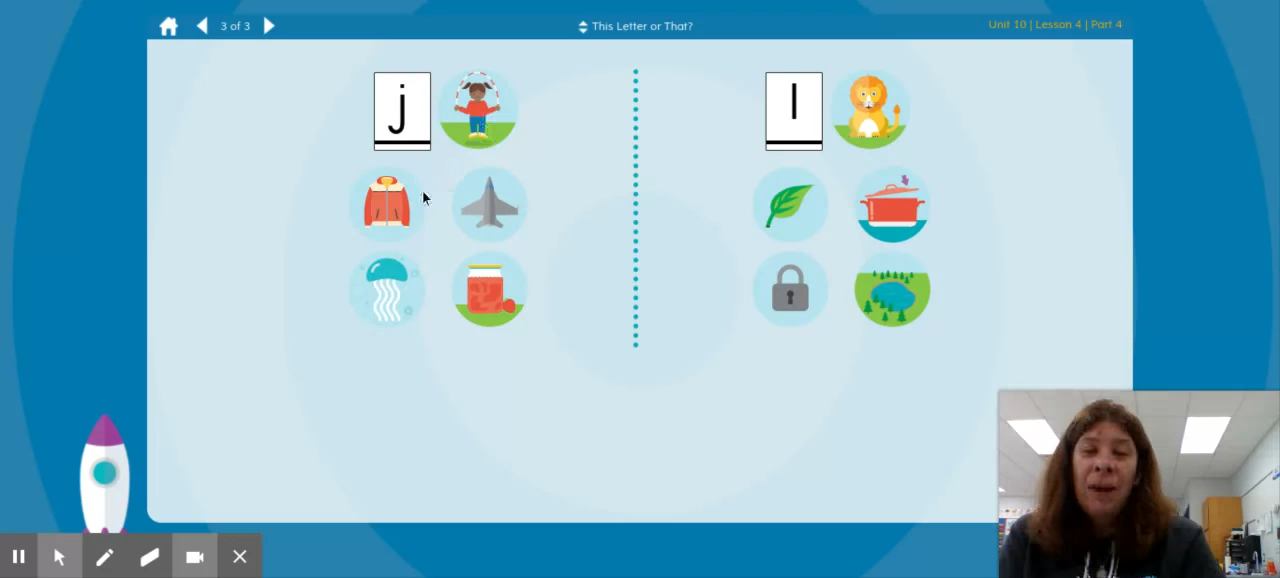 3 of 3
This Letter or That?
Unit 10 | Lesson 4 | Part 4
j
l